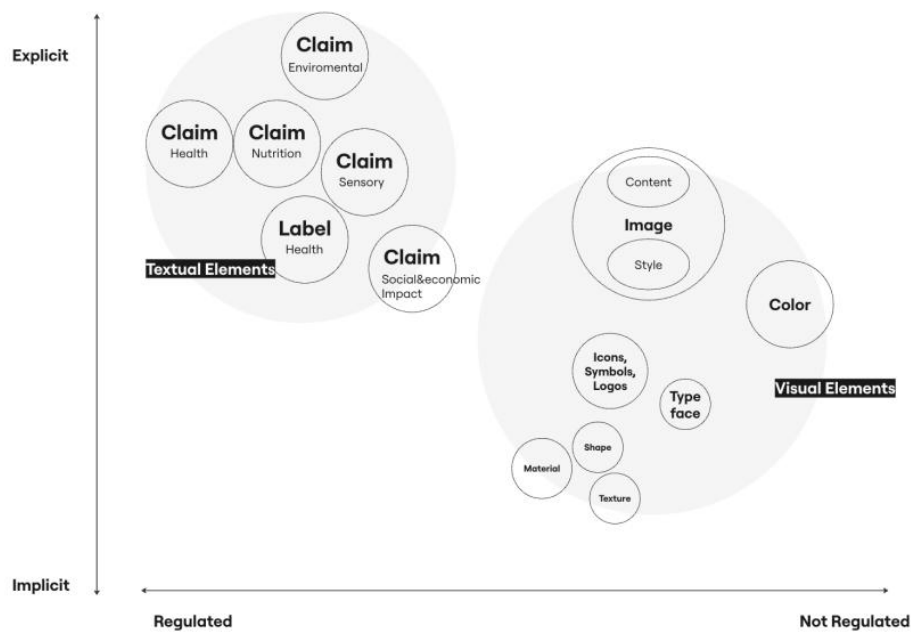 Explicit
Claim
Enviromental
Claim
Health
Claim
Nutrition
Claim
Sensory
Label
Health
Textual Elements
Claim
Social&economic
Impact
Content
Image
Style
Color
Icons,
Symbols,
Logos
Type
face
Visual Elements
Shape
Material
Texture
Implicit
Regulated
Not Regulated